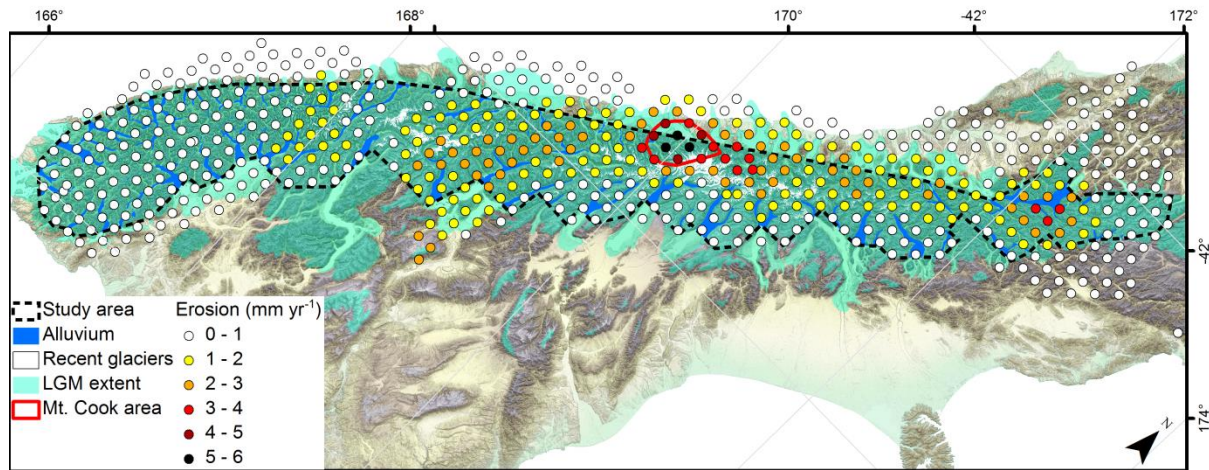 166° 168° 170° -42° 172°
-42°
174°
N
Study area
Alluvium
Recent glaciers
LGM extent
Mt. Cook area
Erosion (mm yr⁻¹)
0 - 1
1 - 2
2 - 3
3 - 4
4 - 5
5 - 6